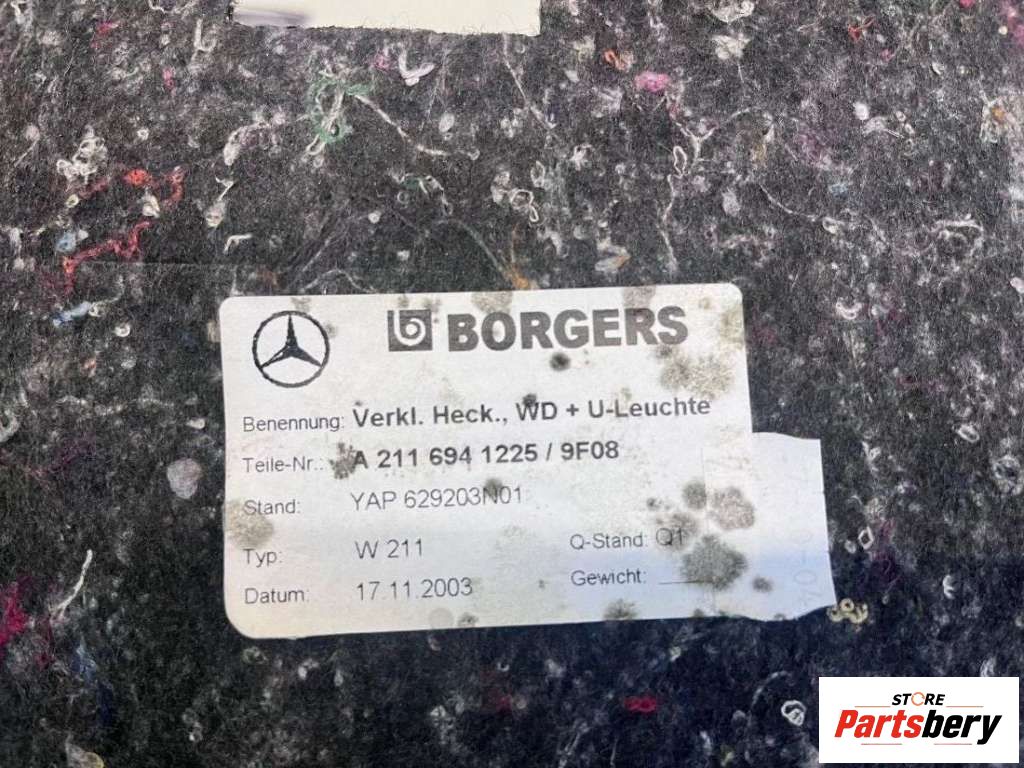 BORGERS
Benennung: Verkl. Heck., WD + U-Leuchte
Teile-Nr.: A 211 694 1225 / 9F08
Stand: YAP 629203N01
Typ: W 211 Q-Stand: Q1
Datum: 17.11.2003 Gewicht:
STORE
Partsbery